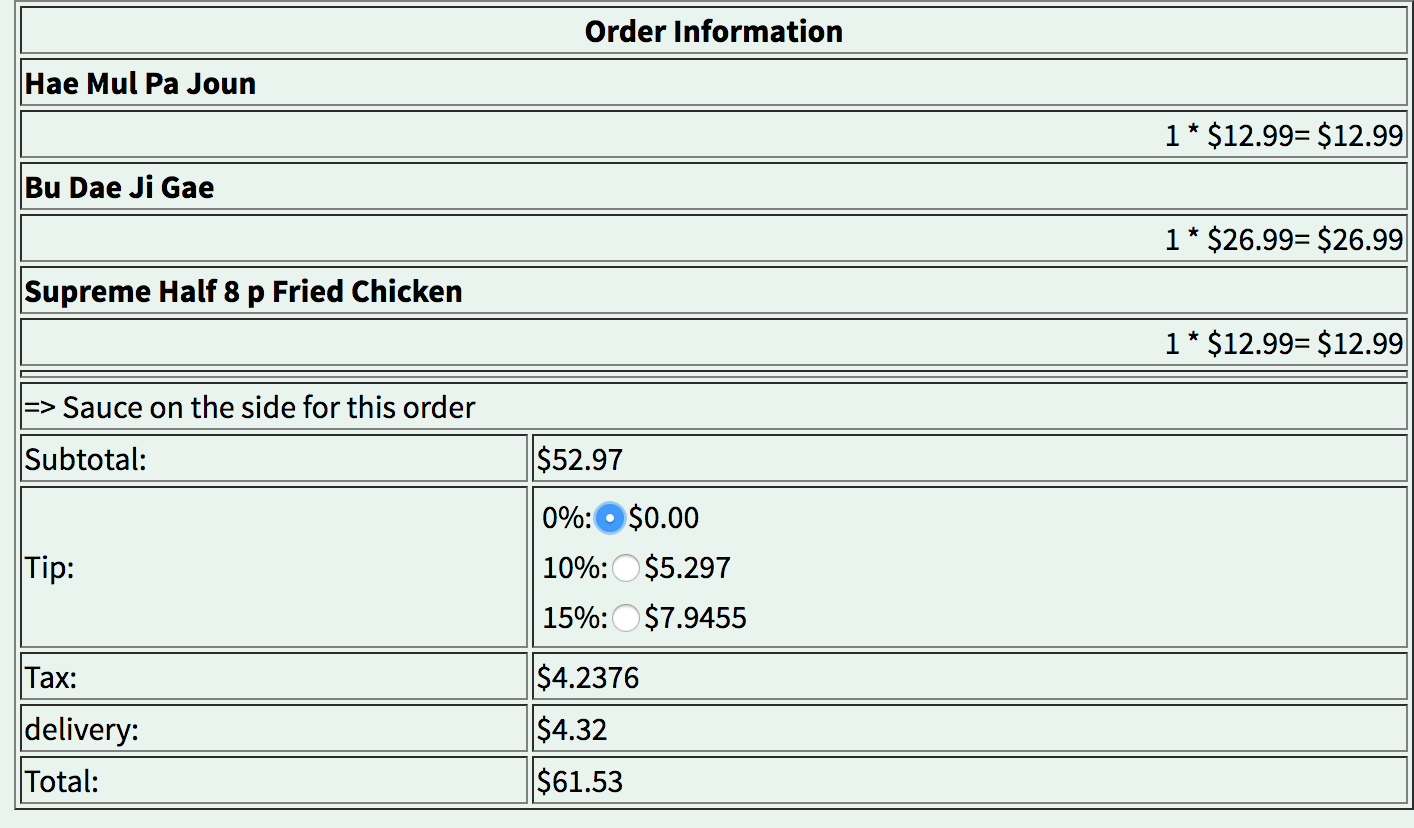 Order Information
Hae Mul Pa Joun
1 * $12.99= $12.99
Bu Dae Ji Gae
1 * $26.99= $26.99
Supreme Half 8 p Fried Chicken
1 * $12.99= $12.99
=> Sauce on the side for this order
Subtotal: $52.97
Tip:
0%: $0.00
10%: $5.297
15%: $7.9455
Tax: $4.2376
delivery: $4.32
Total: $61.53